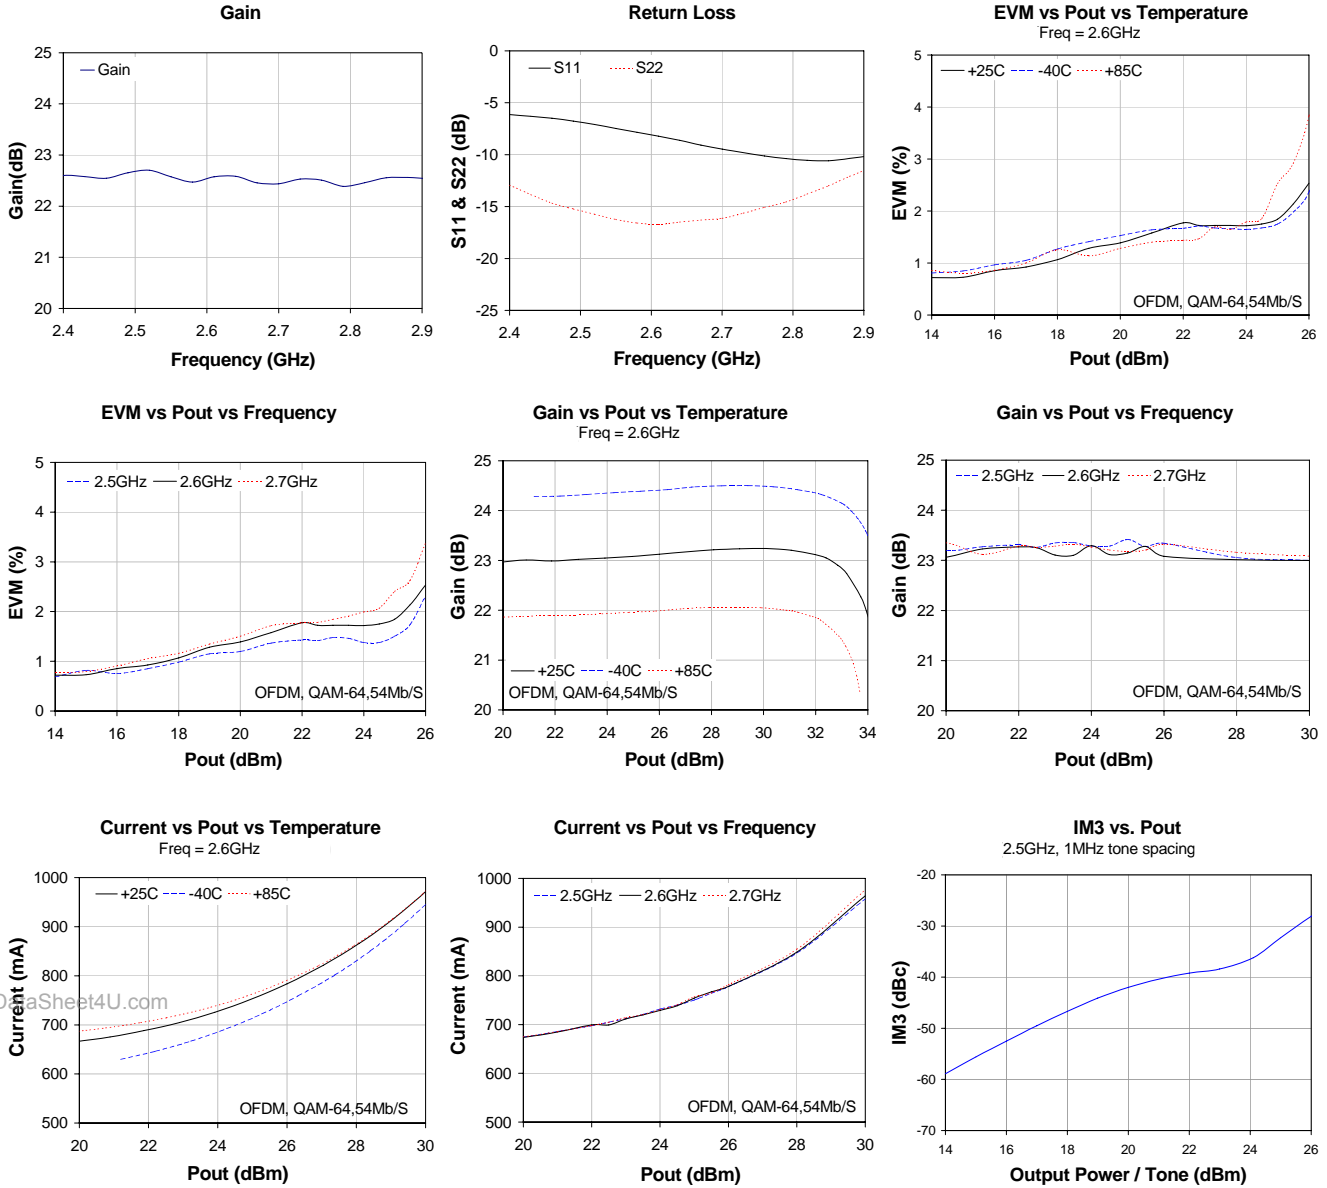 Gain
25
24
23
22
21
20
Gain
Gain(dB)
2.4 2.5 2.6 2.7 2.8 2.9
Frequency (GHz)
Return Loss
0
-5
-10
-15
-20
-25
S11 S22
S11 & S22 (dB)
2.4 2.5 2.6 2.7 2.8 2.9
Frequency (GHz)
EVM vs Pout vs Temperature
Freq = 2.6GHz
5
4
3
2
1
0
+25C -40C +85C
EVM (%)
OFDM, QAM-64,54Mb/S
14 16 18 20 22 24 26
Pout (dBm)
EVM vs Pout vs Frequency
5
4
3
2
1
0
2.5GHz 2.6GHz 2.7GHz
EVM (%)
OFDM, QAM-64,54Mb/S
14 16 18 20 22 24 26
Pout (dBm)
Gain vs Pout vs Temperature
Freq = 2.6GHz
25
24
23
22
21
20
Gain (dB)
+25C -40C +85C
OFDM, QAM-64,54Mb/S
20 22 24 26 28 30 32 34
Pout (dBm)
Gain vs Pout vs Frequency
25
24
23
22
21
20
2.5GHz 2.6GHz 2.7GHz
Gain (dB)
OFDM, QAM-64,54Mb/S
20 22 24 26 28 30
Pout (dBm)
Current vs Pout vs Temperature
Freq = 2.6GHz
1000
900
800
700
600
500
+25C -40C +85C
Current (mA)
DataSheet4U.com
OFDM, QAM-64,54Mb/S
20 22 24 26 28 30
Pout (dBm)
Current vs Pout vs Frequency
1000
900
800
700
600
500
2.5GHz 2.6GHz 2.7GHz
Current (mA)
OFDM, QAM-64,54Mb/S
20 22 24 26 28 30
Pout (dBm)
IM3 vs. Pout
2.5GHz, 1MHz tone spacing
-20
-30
-40
-50
-60
-70
IM3 (dBc)
14 16 18 20 22 24 26
Output Power / Tone (dBm)